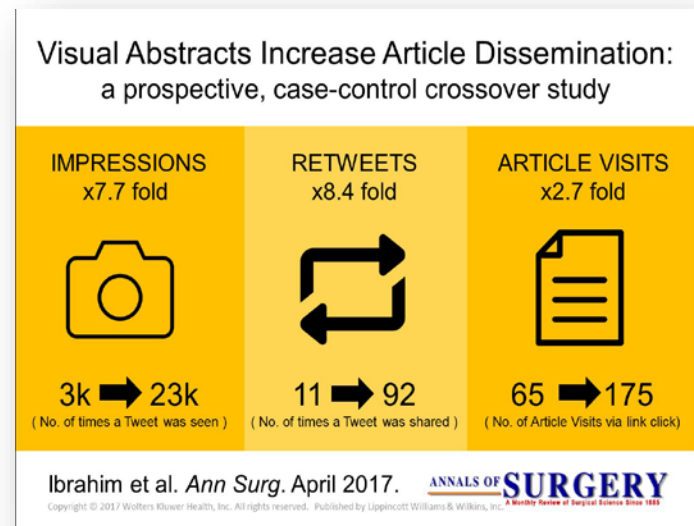 Visual Abstracts Increase Article Dissemination:
a prospective, case-control crossover study
IMPRESSIONS
x7.7 fold
3k 23k
( No. of times a Tweet was seen )
RETWEETS
x8.4 fold
11 92
( No. of times a Tweet was shared )
ARTICLE VISITS
x2.7 fold
65 175
( No. of Article Visits via link click)
Ibrahim et al. Ann Surg. April 2017.
ANNALS OF SURGERY
A Monthly Review of Surgical Science Since 1885
Copyright © 2017 Wolters Kluwer Health, Inc. All rights reserved. Published by Lippincott Williams & Wilkins, Inc.